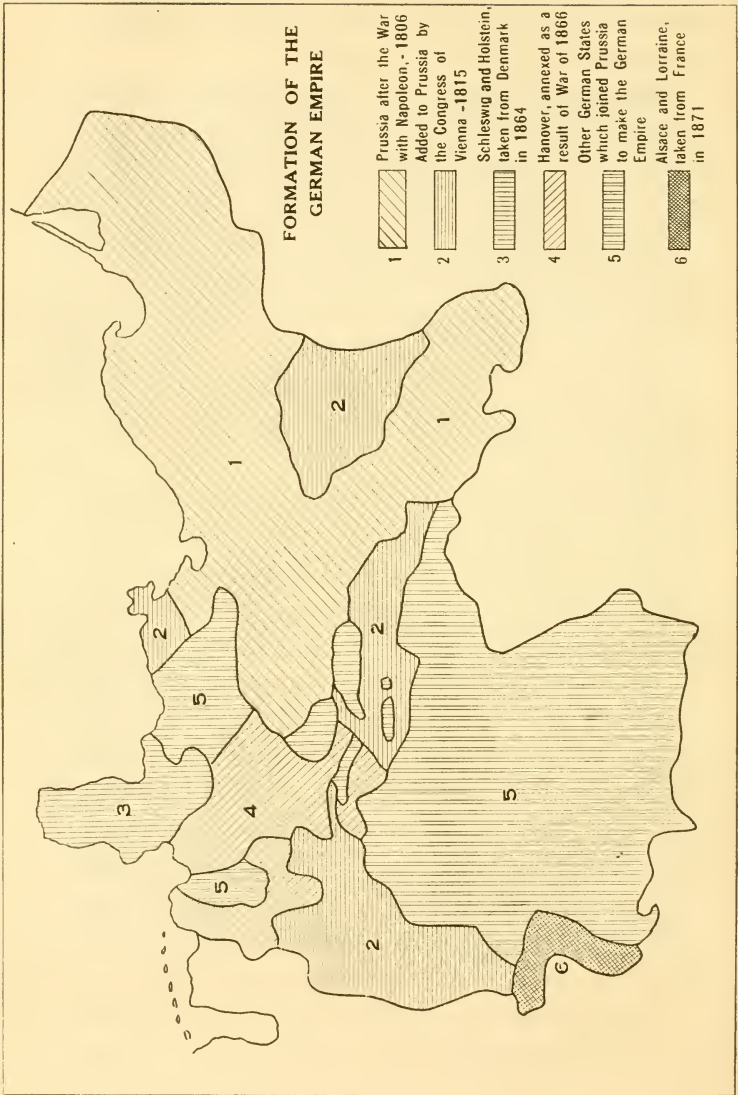 3
2
5
5
1
4
2
2
2
1
5
6
FORMATION OF THE
GERMAN EMPIRE
1 Prussia after the War
with Napoleon,- 1806
2 Added to Prussia by
the Congress of
Vienna -1815
3 Schleswig and Holstein,
taken from Denmark
in 1864
4 Hanover, annexed as a
result of War of 1866
5 Other German States
which joined Prussia
to make the German
Empire
6 Alsace and Lorraine,
taken from France
in 1871